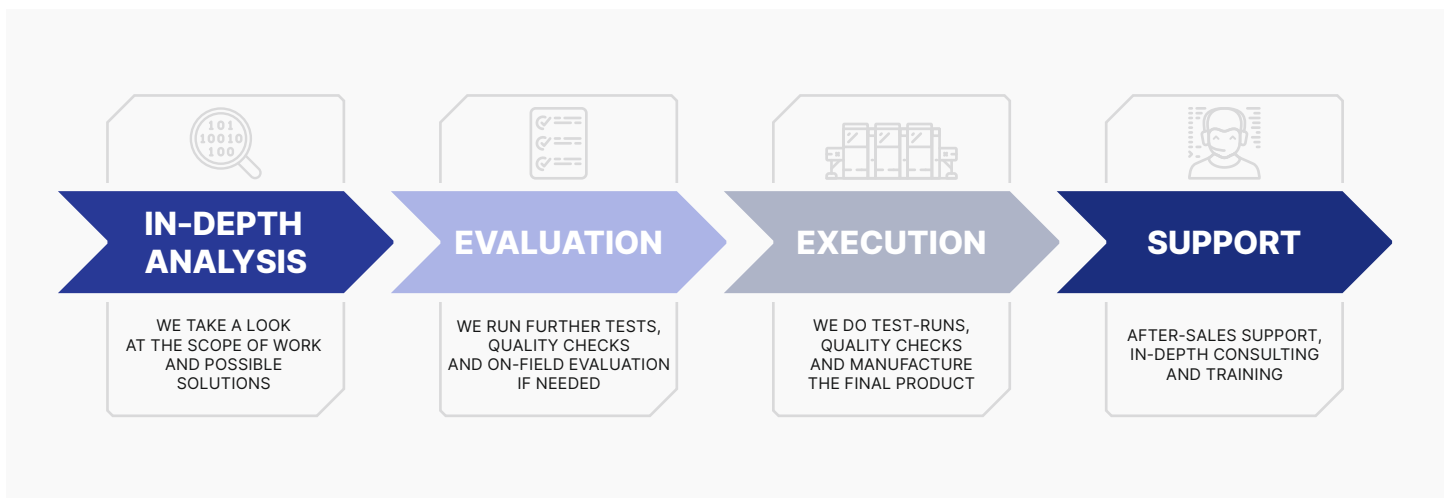 101
10010
100
IN-DEPTH
ANALYSIS
WE TAKE A LOOK
AT THE SCOPE OF WORK
AND POSSIBLE
SOLUTIONS
EVALUATION
WE RUN FURTHER TESTS,
QUALITY CHECKS
AND ON-FIELD EVALUATION
IF NEEDED
EXECUTION
WE DO TEST-RUNS,
QUALITY CHECKS
AND MANUFACTURE
THE FINAL PRODUCT
SUPPORT
AFTER-SALES SUPPORT,
IN-DEPTH CONSULTING
AND TRAINING